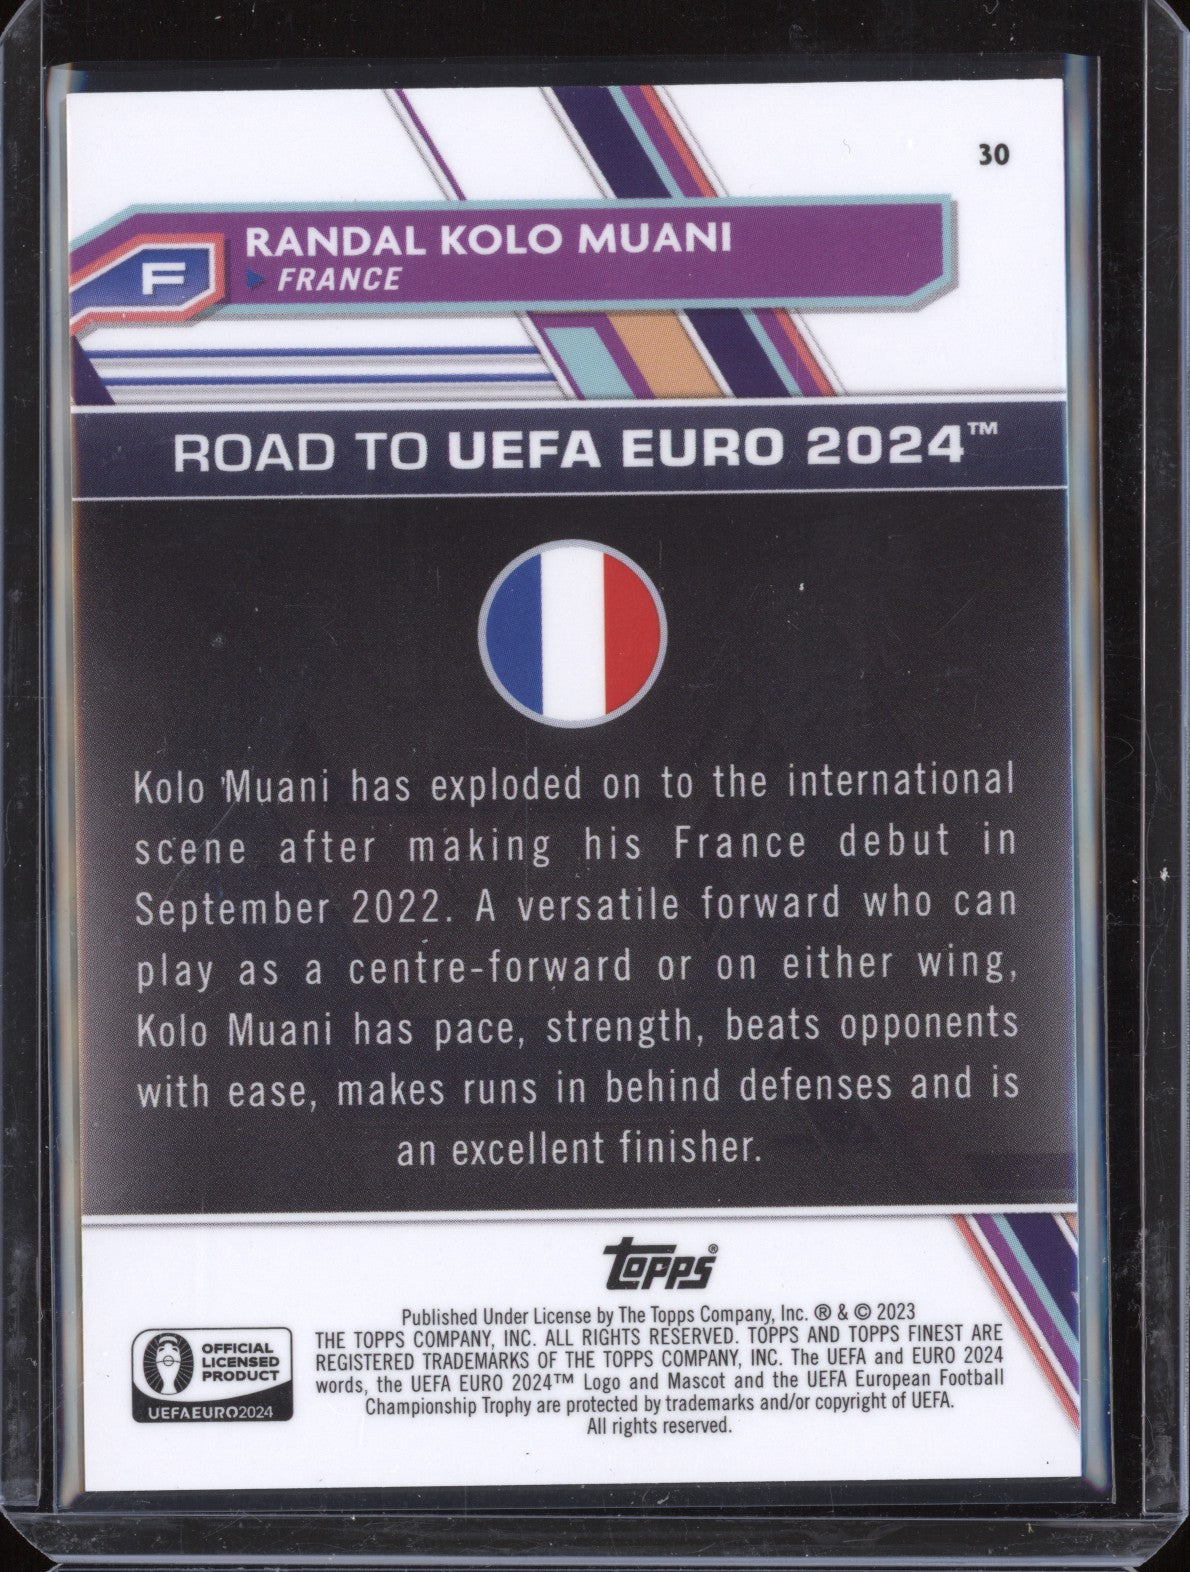 30
RANDAL KOLO MUANI
F
FRANCE
ROAD TO UEFA EURO 2024™
Kolo Muani has exploded on to the international
scene after making his France debut in
September 2022. A versatile forward who can
play as a centre-forward or on either wing,
Kolo Muani has pace, strength, beats opponents
with ease, makes runs in behind defenses and is
an excellent finisher.
Topps®
Published Under License by The Topps Company, Inc. ® & © 2023
THE TOPPS COMPANY, INC. ALL RIGHTS RESERVED. TOPPS AND TOPPS FINEST ARE
REGISTERED TRADEMARKS OF THE TOPPS COMPANY, INC. The UEFA and EURO 2024
words, the UEFA EURO 2024™ Logo and Mascot and the UEFA European Football
Championship Trophy are protected by trademarks and/or copyright of UEFA.
All rights reserved.
OFFICIAL
LICENSED
PRODUCT
UEFAEURO2024